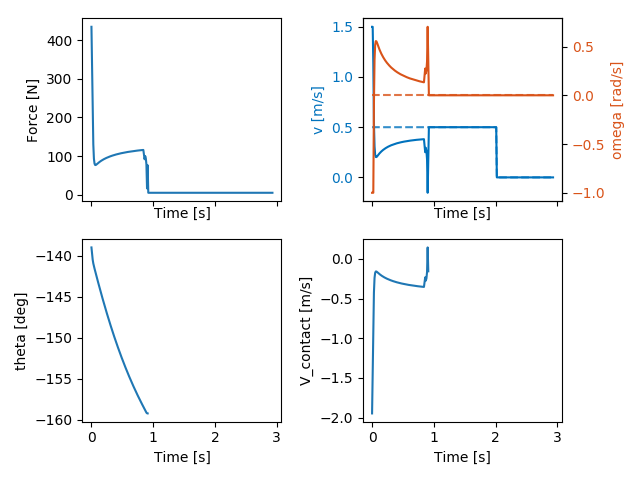 Force [N]
400
300
200
100
0
Time [s]
v [m/s]
1.5
1.0
0.5
0.0
omega [rad/s]
0.5
0.0
−0.5
−1.0
Time [s]
theta [deg]
−140
−145
−150
−155
−160
0 1 2 3
Time [s]
V_contact [m/s]
0.0
−0.5
−1.0
−1.5
−2.0
0 1 2 3
Time [s]